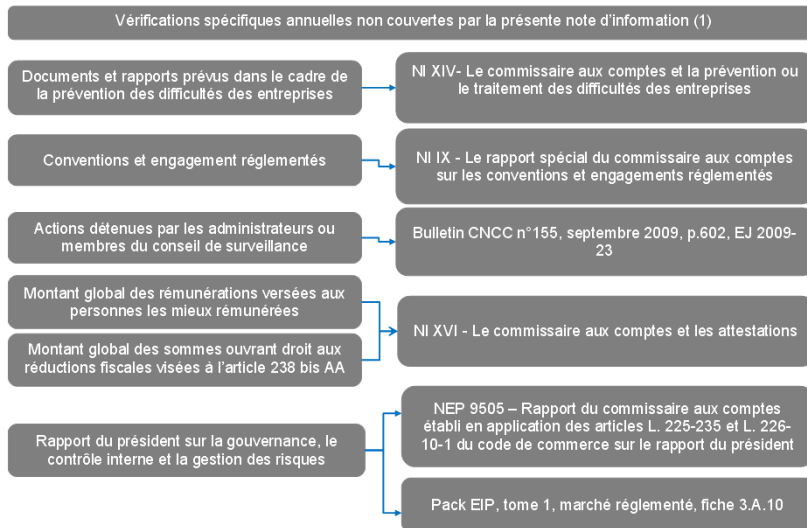 Vérifications spécifiques annuelles non couvertes par la présente note d'information (1)
Documents et rapports prévus dans le cadre de
la prévention des difficultés des entreprises
NI XIV- Le commissaire aux comptes et la prévention ou
le traitement des difficultés des entreprises
Conventions et engagement réglementés
NI IX - Le rapport spécial du commissaire aux comptes
sur les conventions et engagements réglementés
Actions détenues par les administrateurs ou
membres du conseil de surveillance
Bulletin CNCC n°155, septembre 2009, p.602, EJ 2009-
23
Montant global des rémunérations versées aux
personnes les mieux rémunérées
Montant global des sommes ouvrant droit aux
réductions fiscales visées à l'article 238 bis AA
NI XVI - Le commissaire aux comptes et les attestations
Rapport du président sur la gouvernance, le
contrôle interne et la gestion des risques
NEP 9505 – Rapport du commissaire aux comptes
établi en application des articles L. 225-235 et L. 226-
10-1 du code de commerce sur le rapport du président
Pack EIP, tome 1, marché réglementé, fiche 3.A.10